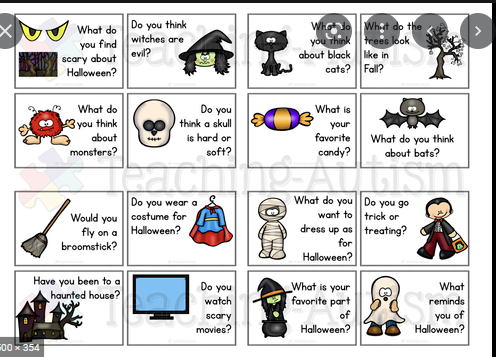 What do
you find
scary about
Halloween?
Do you think
witches are
evil?
What do
you think
about black
cats?
What do the
trees look
like in
Fall?
What do
you think
about
monsters?
Do you
think a skull
is hard or
soft?
What is
your
favorite
candy?
What do you think
about bats?
Would you
fly on a
broomstick?
Do you wear a
costume for
Halloween?
What do you
want to
dress up as
for
Halloween?
Do you go
trick or
treating?
Have you been to a
haunted house?
Do you
watch
scary
movies?
What is your
favorite part
of
Halloween?
What
reminds
you of
Halloween?
Teaching-Autism
Teaching-Autism
Teaching-Autism
500 × 354